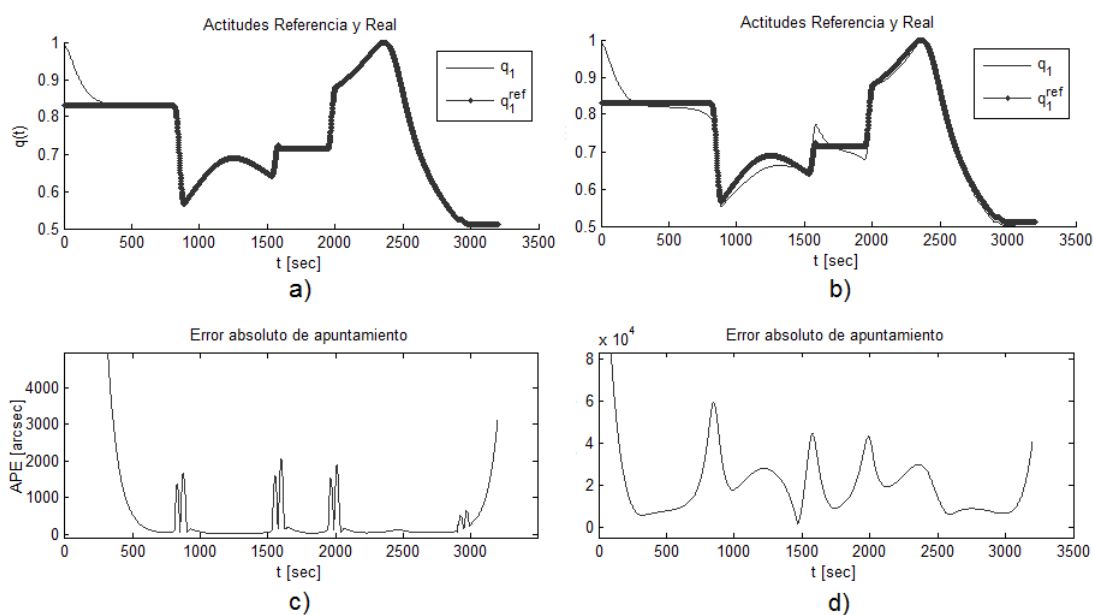 Actitudes Referencia y Real
q(t)
1
0.9
0.8
0.7
0.6
0.5
0 500 1000 1500 2000 2500 3000 3500
t [sec]
q1
q1ref
a)
Actitudes Referencia y Real
1
0.9
0.8
0.7
0.6
0.5
0 500 1000 1500 2000 2500 3000 3500
t [sec]
q1
q1ref
b)
Error absoluto de apuntamiento
APE [arcsec]
4000
3000
2000
1000
0
0 500 1000 1500 2000 2500 3000
t [sec]
c)
Error absoluto de apuntamiento
x 10^4
8
6
4
2
0
0 500 1000 1500 2000 2500 3000 3500
t [sec]
d)